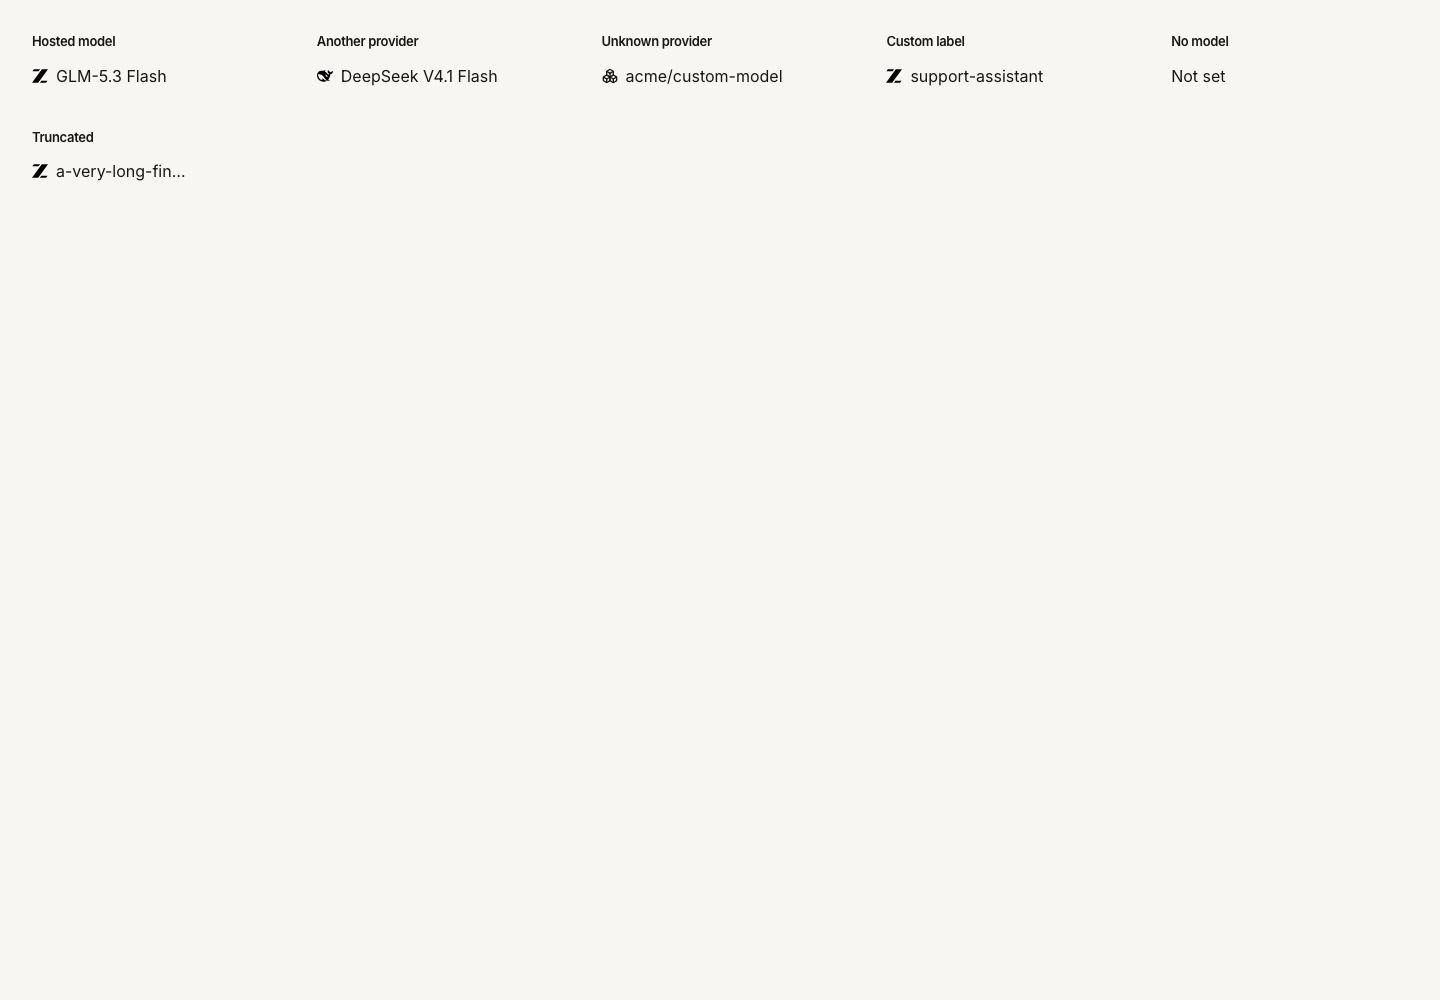 Hosted model
GLM-5.3 Flash
Another provider
DeepSeek V4.1 Flash
Unknown provider
acme/custom-model
Custom label
support-assistant
No model
Not set
Truncated
a-very-long-fin...